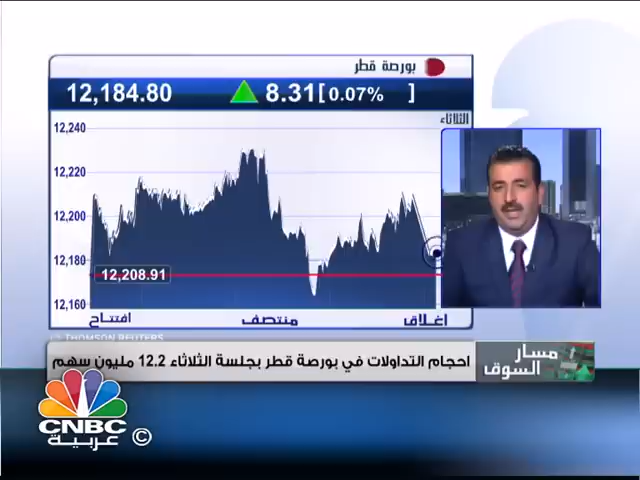 بورصة قطر
12,184.80 8.31[ 0.07% ]
الثلاثاء
12,240
12,220
12,200
12,180
12,160
12,208.91
افتتاح منتصف اغلاق
© THOMSON REUTERS
مسار السوق
احجام التداولات في بورصة قطر بجلسة الثلاثاء 12.2 مليون سهم
CNBC
عربية ©